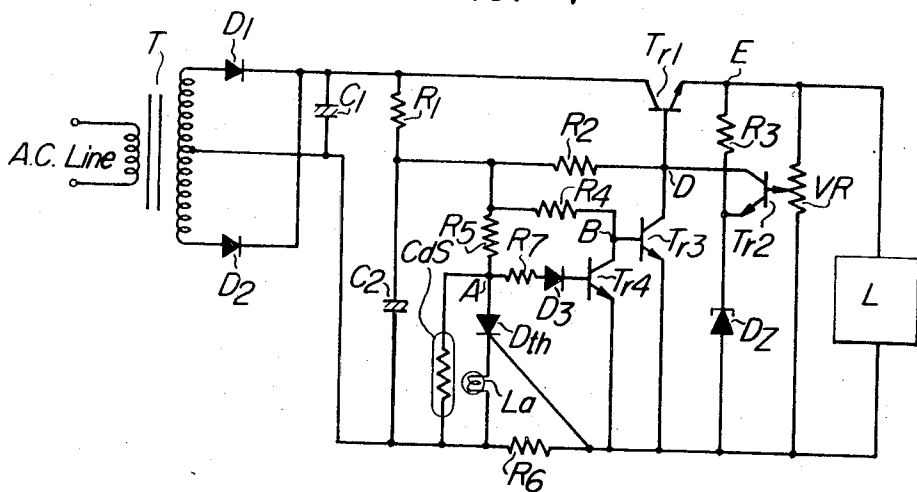 D1
T
C1
R1
Tr1
E
R2
R3
A.C. Line
D
VR
R4
B
Tr3
Tr2
R5
R7
CdS
D2
C2
A
D3
Tr4
Dth
DZ
L
La
R6